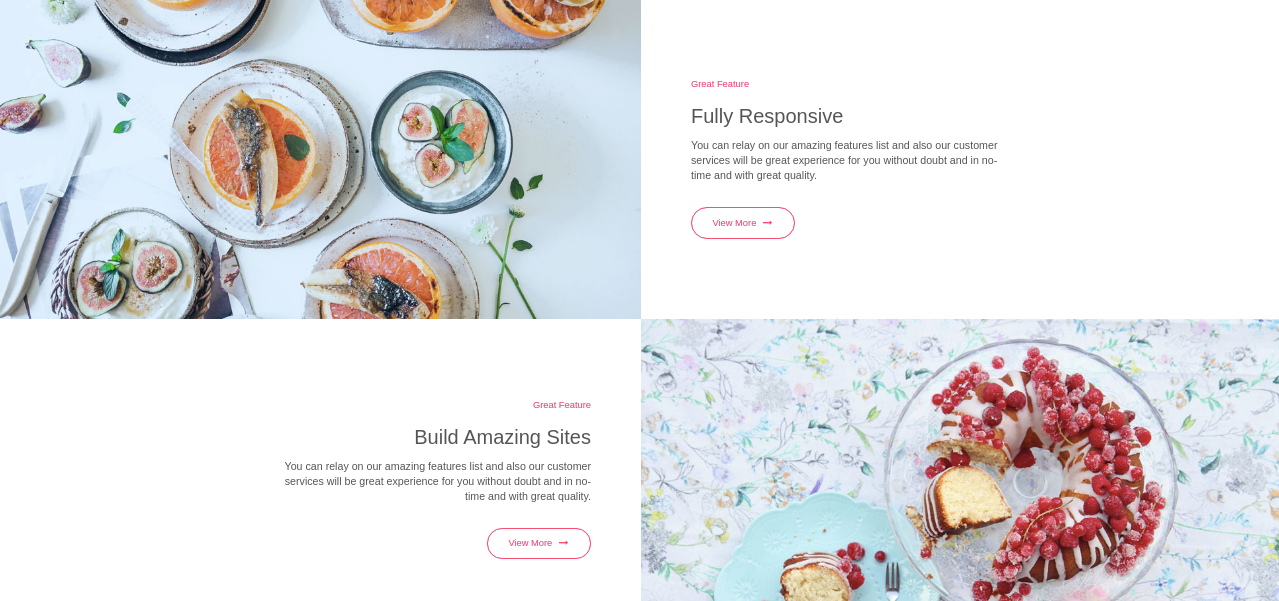 Great Feature
Fully Responsive
You can relay on our amazing features list and also our customer
services will be great experience for you without doubt and in no-
time and with great quality.
View More
Great Feature
Build Amazing Sites
You can relay on our amazing features list and also our customer
services will be great experience for you without doubt and in no-
time and with great quality.
View More